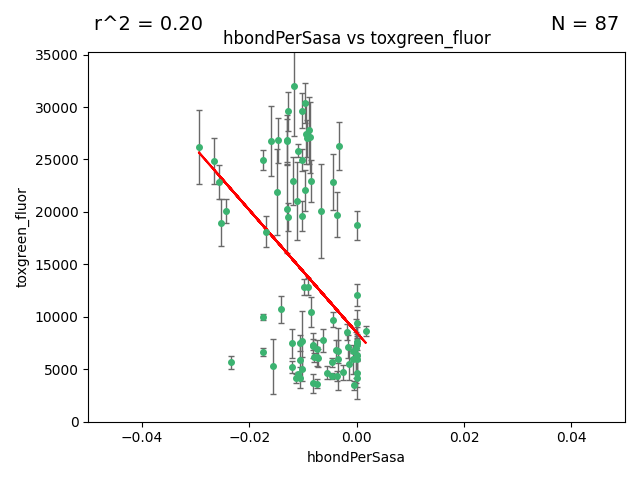 r^2 = 0.20
N = 87
hbondPerSasa vs toxgreen_fluor
35000
30000
25000
20000
15000
10000
5000
0
toxgreen_fluor
−0.04
−0.02
0.00
0.02
0.04
hbondPerSasa